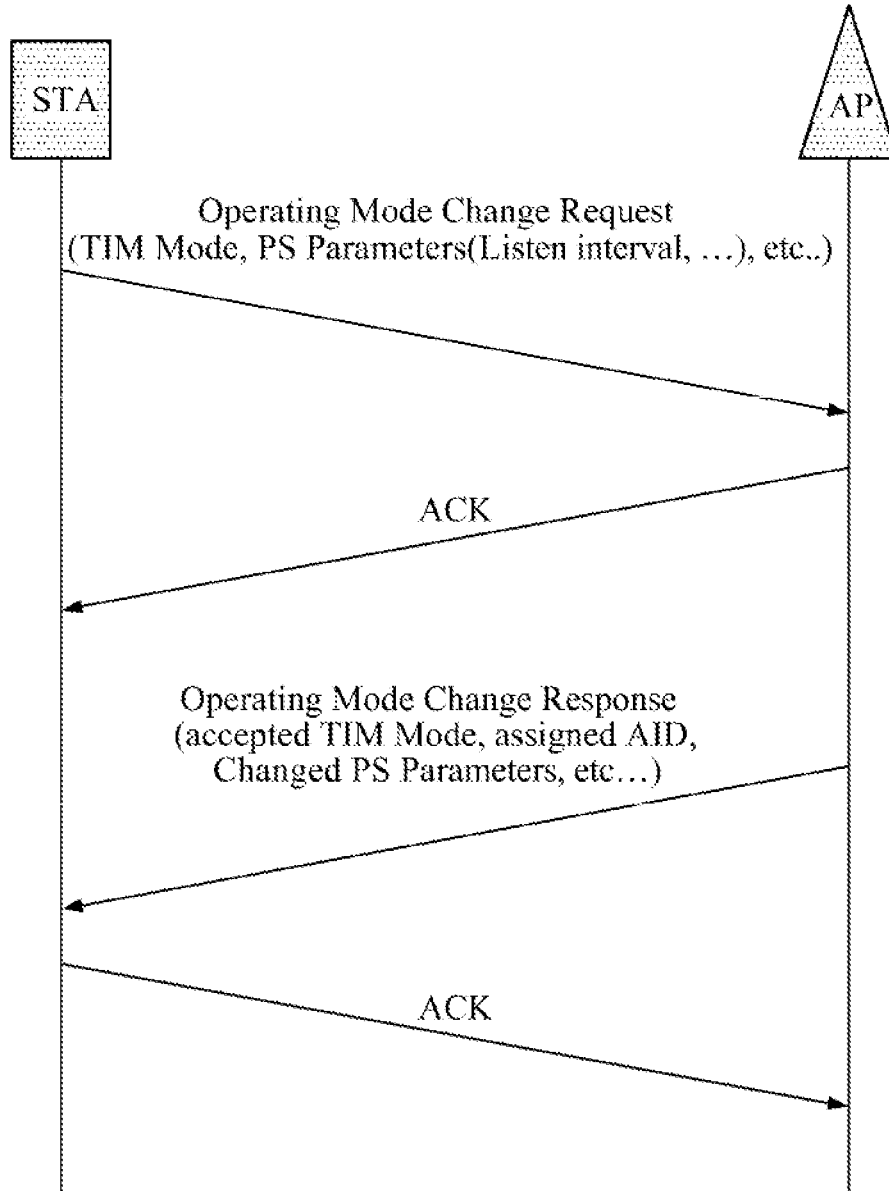 STA
AP
Operating Mode Change Request
(TIM Mode, PS Parameters(Listen interval, …), etc..)
ACK
Operating Mode Change Response
(accepted TIM Mode, assigned AID,
Changed PS Parameters, etc…)
ACK